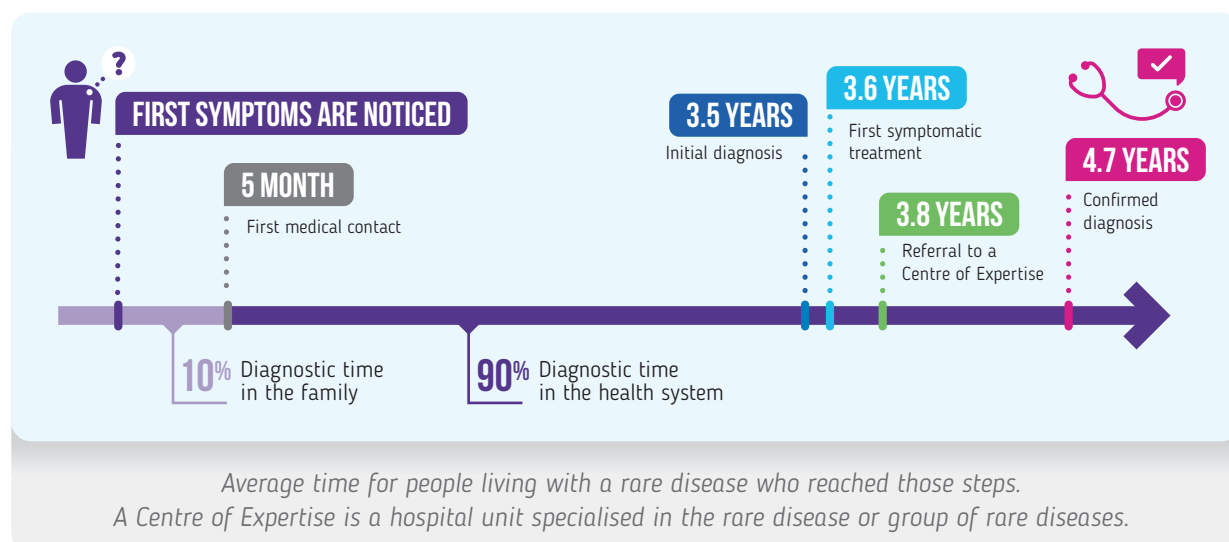 ?
FIRST SYMPTOMS ARE NOTICED
5 MONTH
First medical contact
3.5 YEARS
Initial diagnosis
3.6 YEARS
First symptomatic
treatment
3.8 YEARS
Referral to a
Centre of Expertise
4.7 YEARS
Confirmed
diagnosis
10% Diagnostic time
in the family
90% Diagnostic time
in the health system
Average time for people living with a rare disease who reached those steps.
A Centre of Expertise is a hospital unit specialised in the rare disease or group of rare diseases.